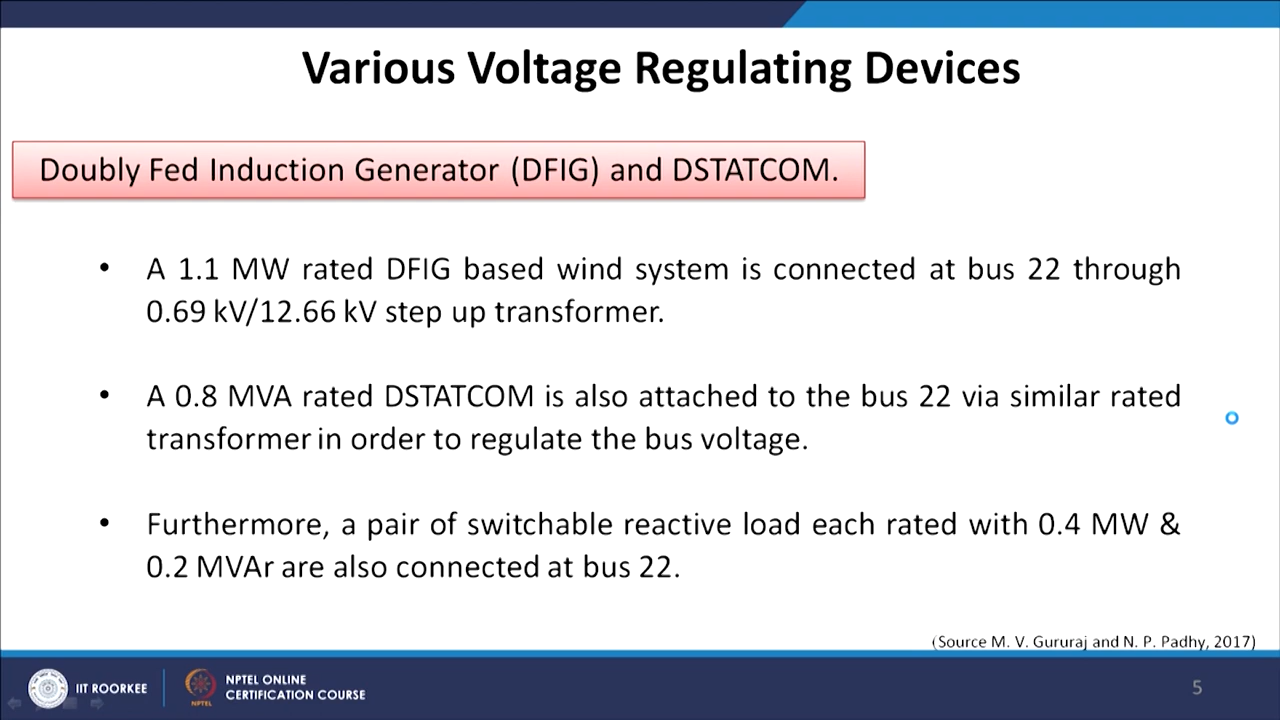 Various Voltage Regulating Devices
Doubly Fed Induction Generator (DFIG) and DSTATCOM.
• A 1.1 MW rated DFIG based wind system is connected at bus 22 through
0.69 kV/12.66 kV step up transformer.
• A 0.8 MVA rated DSTATCOM is also attached to the bus 22 via similar rated
transformer in order to regulate the bus voltage.
• Furthermore, a pair of switchable reactive load each rated with 0.4 MW &
0.2 MVAr are also connected at bus 22.
(Source M. V. Gururaj and N. P. Padhy, 2017)
IIT ROORKEE
NPTEL
NPTEL ONLINE
CERTIFICATION COURSE
5